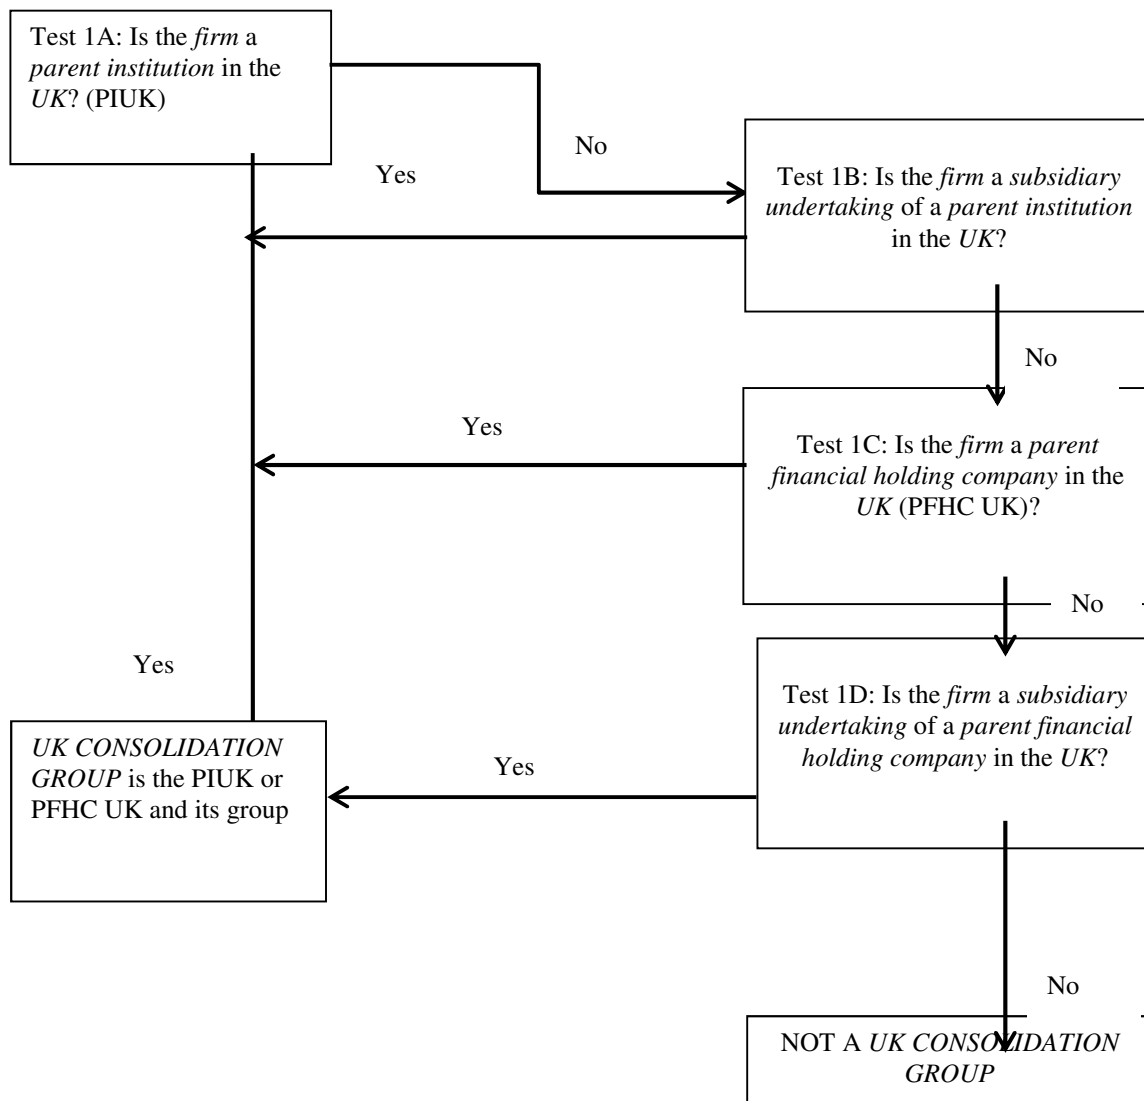 Test 1A: Is the firm a
parent institution in the
UK? (PIUK)
No
Yes
Test 1B: Is the firm a subsidiary
undertaking of a parent institution
in the UK?
No
Yes
Test 1C: Is the firm a parent
financial holding company in the
UK (PFHC UK)?
No
Yes
Test 1D: Is the firm a subsidiary
undertaking of a parent financial
holding company in the UK?
UK CONSOLIDATION
GROUP is the PIUK or
PFHC UK and its group
Yes
No
NOT A UK CONSOLIDATION
GROUP